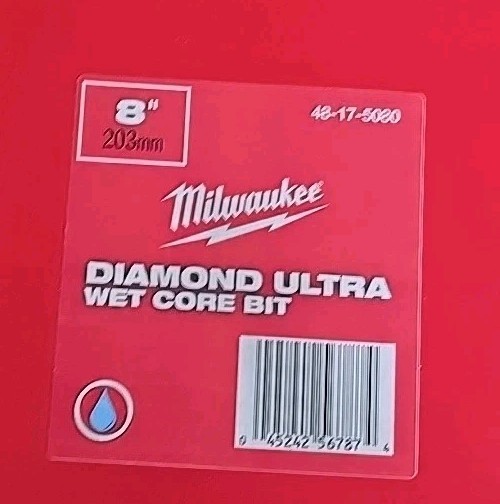 8"
203mm
48-17-5080
Milwaukee
DIAMOND ULTRA
WET CORE BIT
0 45242 56787 4